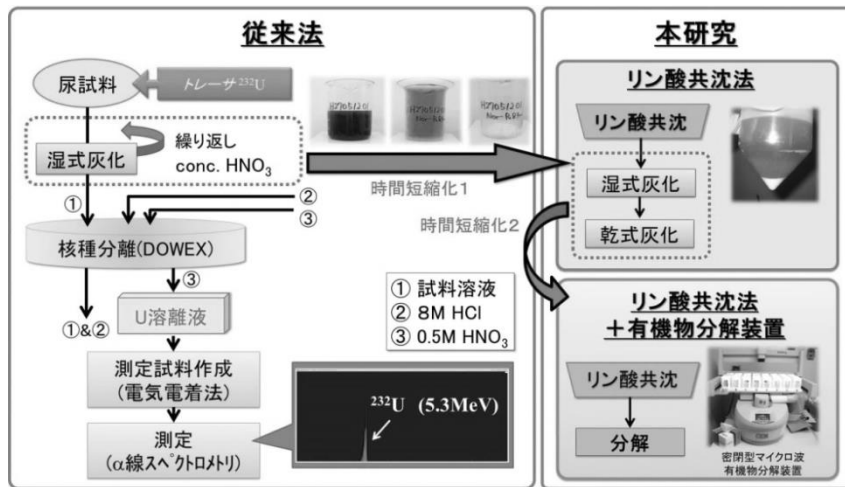 従来法
尿試料
トレーサ ²³²U
湿式灰化
繰り返し
conc. HNO₃
①
②
③
核種分離(DOWEX)
①&②
③
U溶離液
測定試料作成
(電気電着法)
測定
(α線スペクトロメトリ)
²³²U (5.3MeV)
① 試料溶液
② 8M HCl
③ 0.5M HNO₃
時間短縮化1
時間短縮化2
本研究
リン酸共沈法
リン酸共沈
湿式灰化
乾式灰化
リン酸共沈法
+有機物分解装置
リン酸共沈
分解
密閉型マイクロ波
有機物分解装置